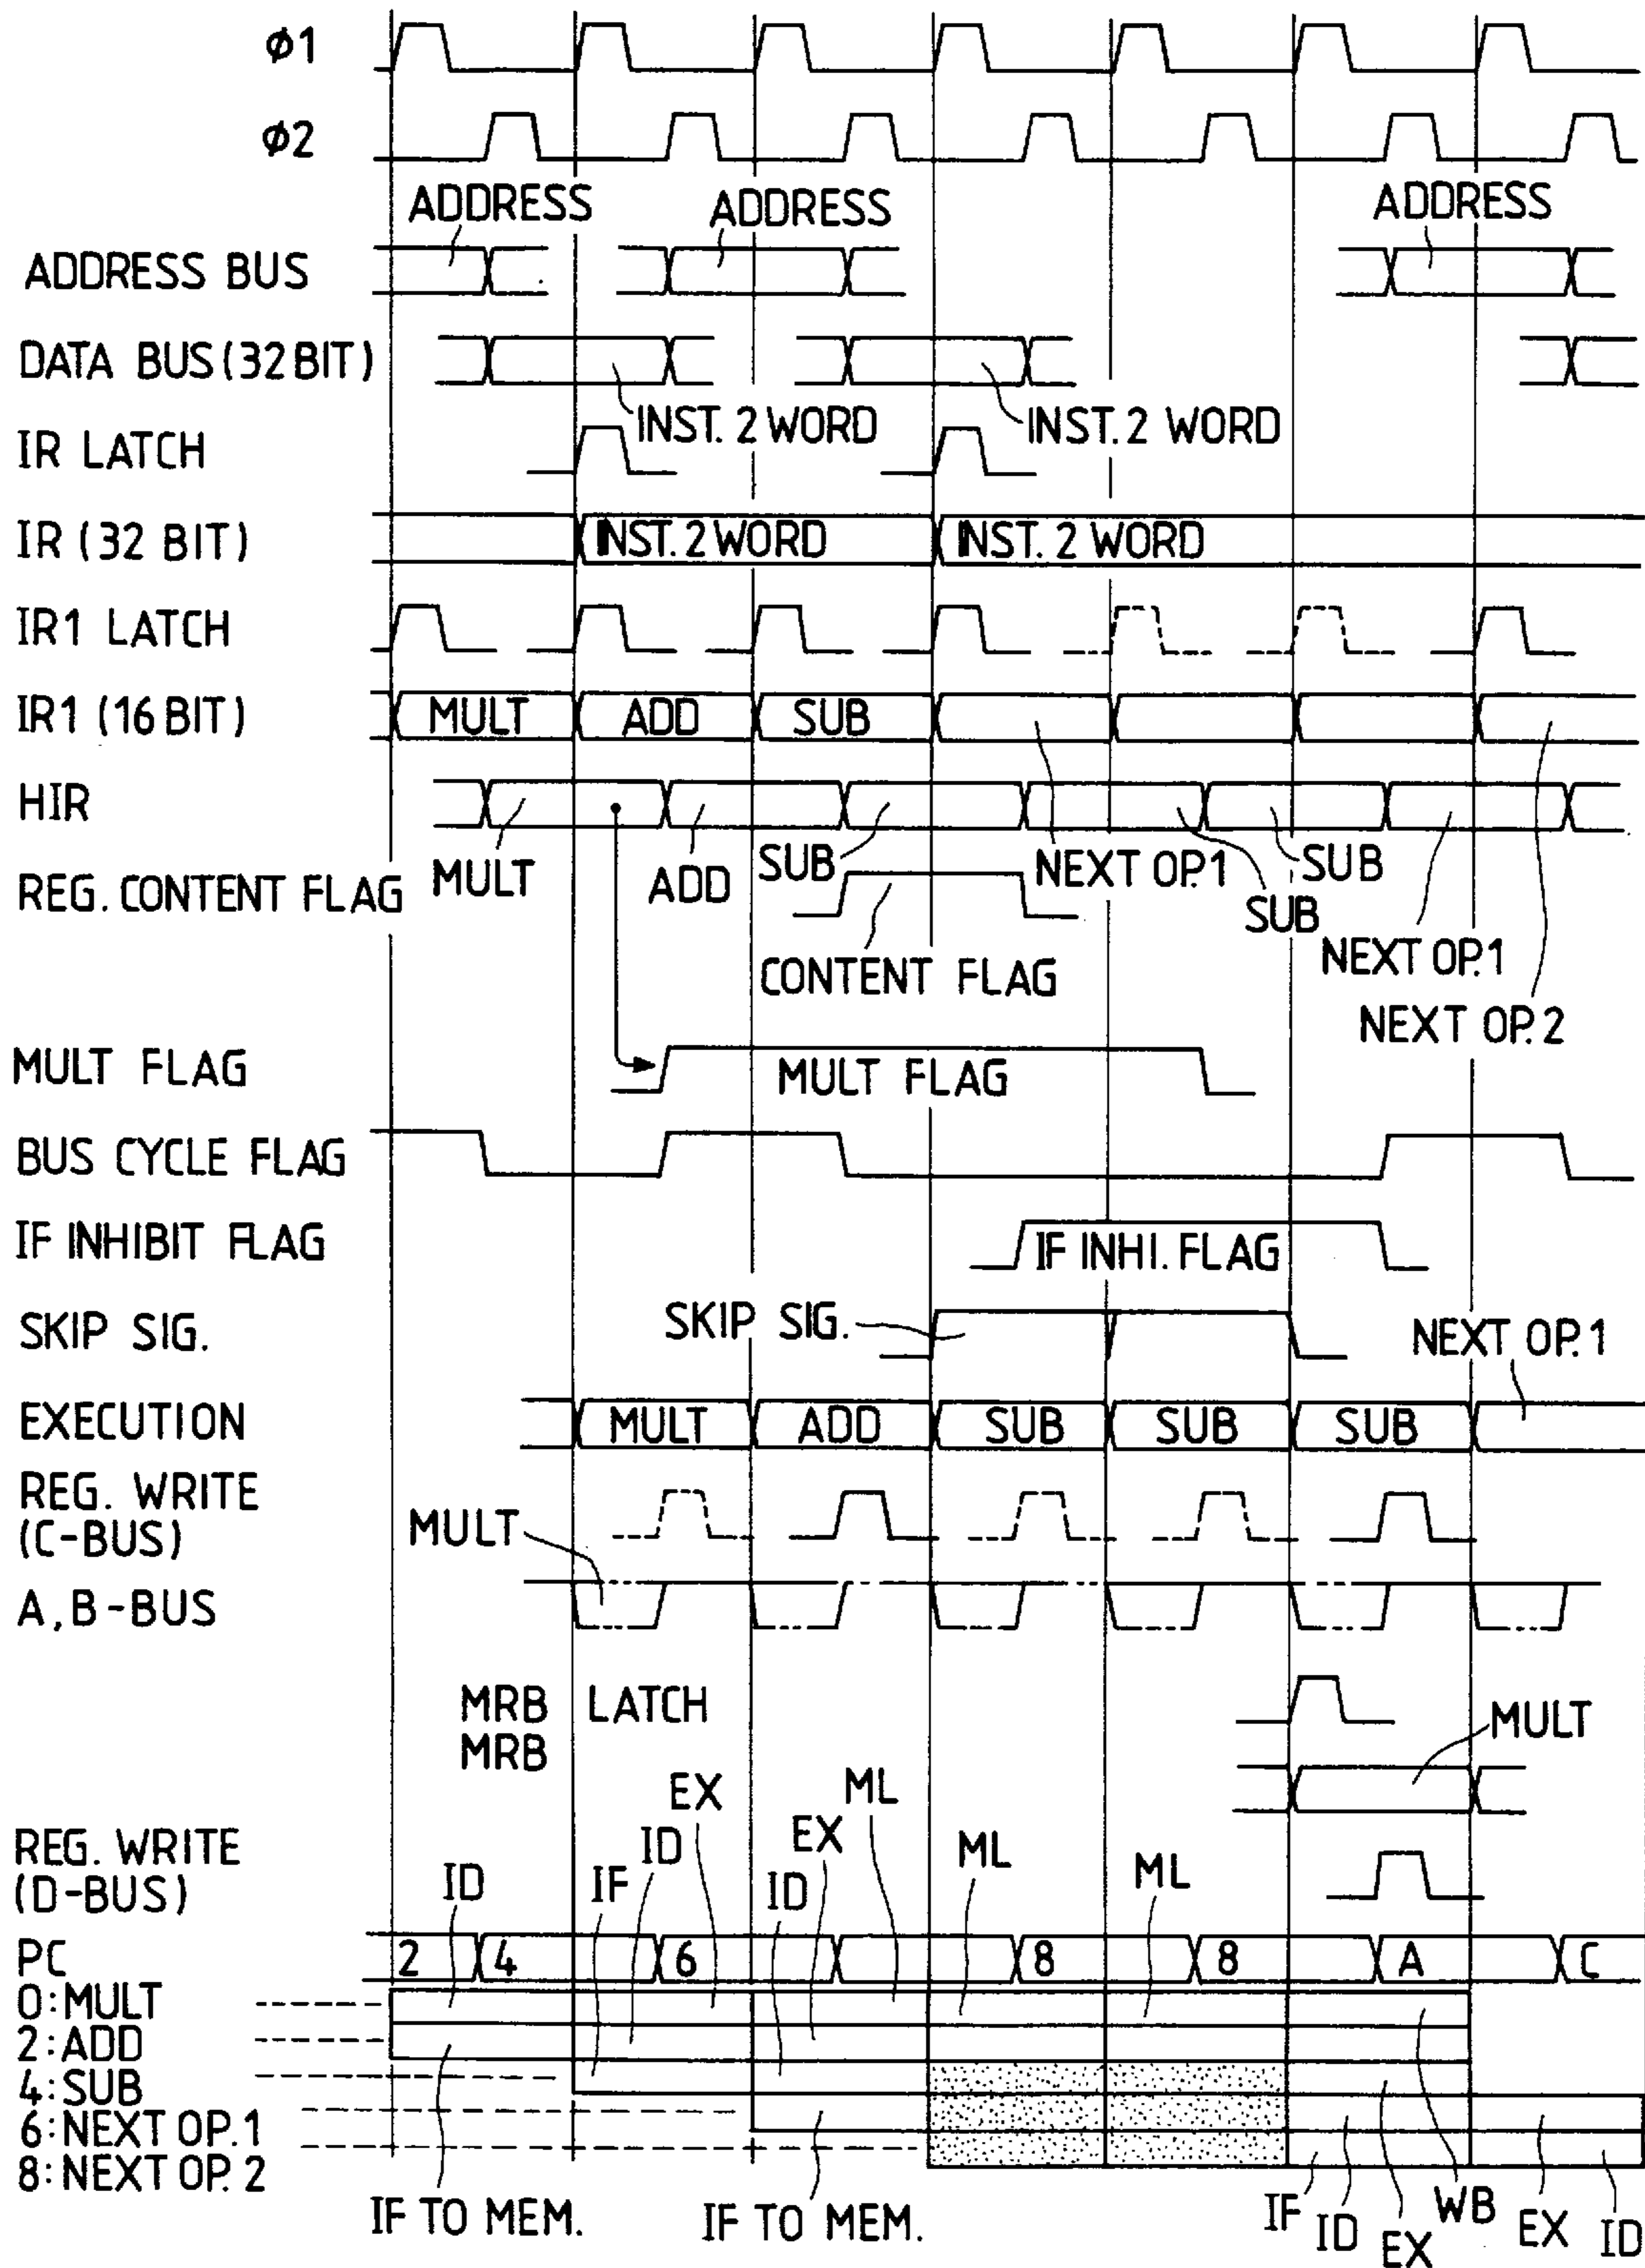 ø1
ø2
ADDRESS ADDRESS ADDRESS
ADDRESS BUS
DATA BUS (32 BIT)
INST. 2 WORD INST. 2 WORD
IR LATCH
IR (32 BIT) INST. 2 WORD INST. 2 WORD
IR1 LATCH
IR1 (16 BIT) MULT ADD SUB
HIR
MULT ADD SUB NEXT OP.1 SUB SUB
REG. CONTENT FLAG
NEXT OP.1
CONTENT FLAG
NEXT OP. 2
MULT FLAG MULT FLAG
BUS CYCLE FLAG
IF INHIBIT FLAG IF INHI. FLAG
SKIP SIG. SKIP SIG. NEXT OP.1
EXECUTION MULT ADD SUB SUB SUB
REG. WRITE
(C-BUS) MULT
A, B-BUS
MRB LATCH
MRB MULT
EX ML
REG. WRITE
(D-BUS) ID IF ID ID EX ML ML
PC 2 4 6 8 8 A C
0:MULT
2:ADD
4:SUB
6:NEXT OP.1
8:NEXT OP. 2
IF TO MEM. IF TO MEM. IF ID EX WB EX ID